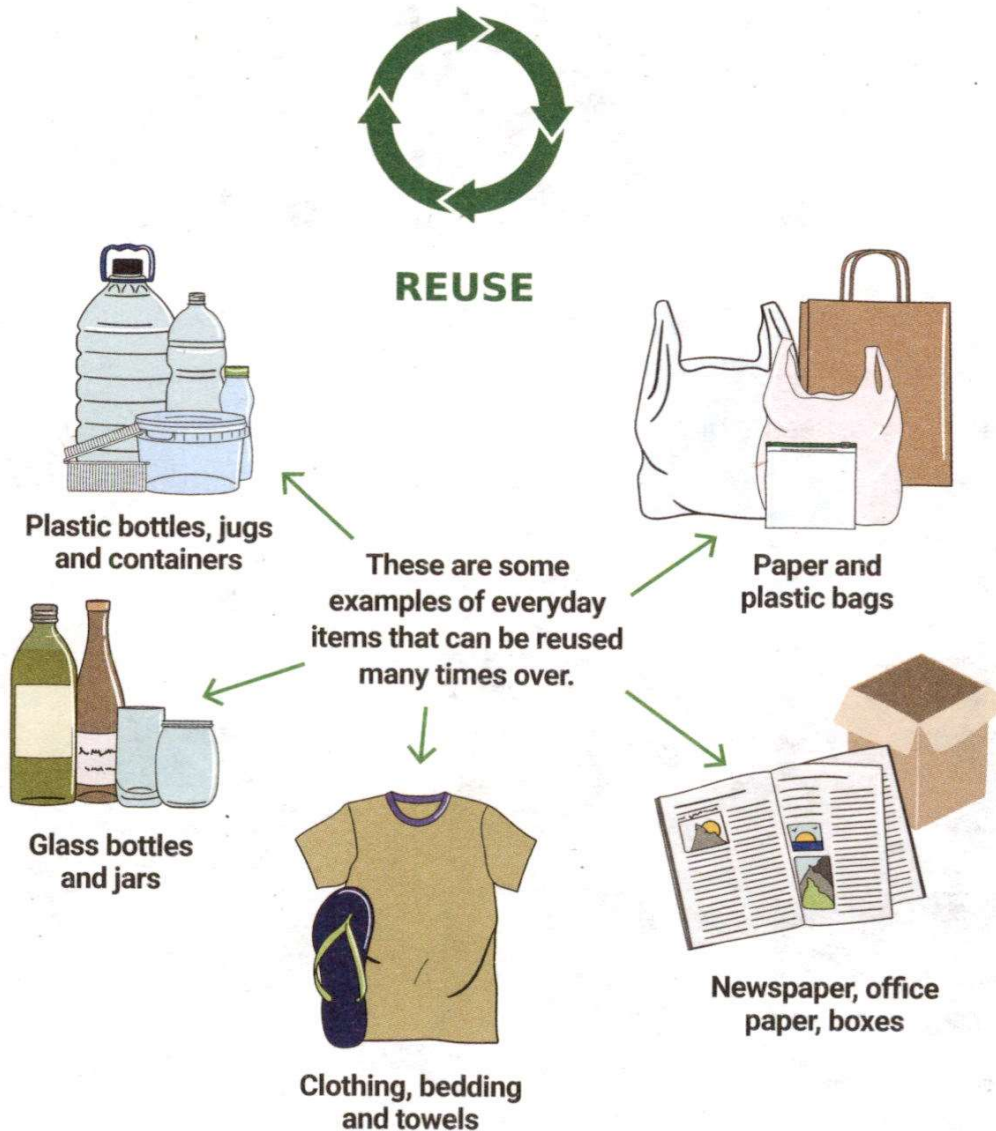 REUSE
Plastic bottles, jugs
and containers
These are some
examples of everyday
items that can be reused
many times over.
Paper and
plastic bags
Glass bottles
and jars
Newspaper, office
paper, boxes
Clothing, bedding
and towels